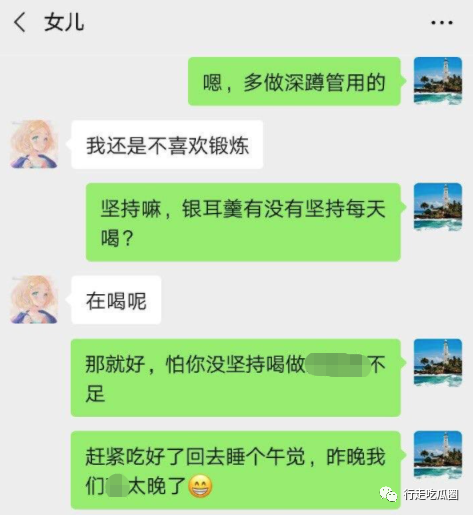 女儿
嗯，多做深蹲管用的
我还是不喜欢锻炼
坚持嘛，银耳羹有没有坚持每天
喝？
在喝呢
那就好，怕你没坚持喝做不
足
赶紧吃好了回去睡个午觉，昨晚我
们太晚了😁
行走吃瓜圈